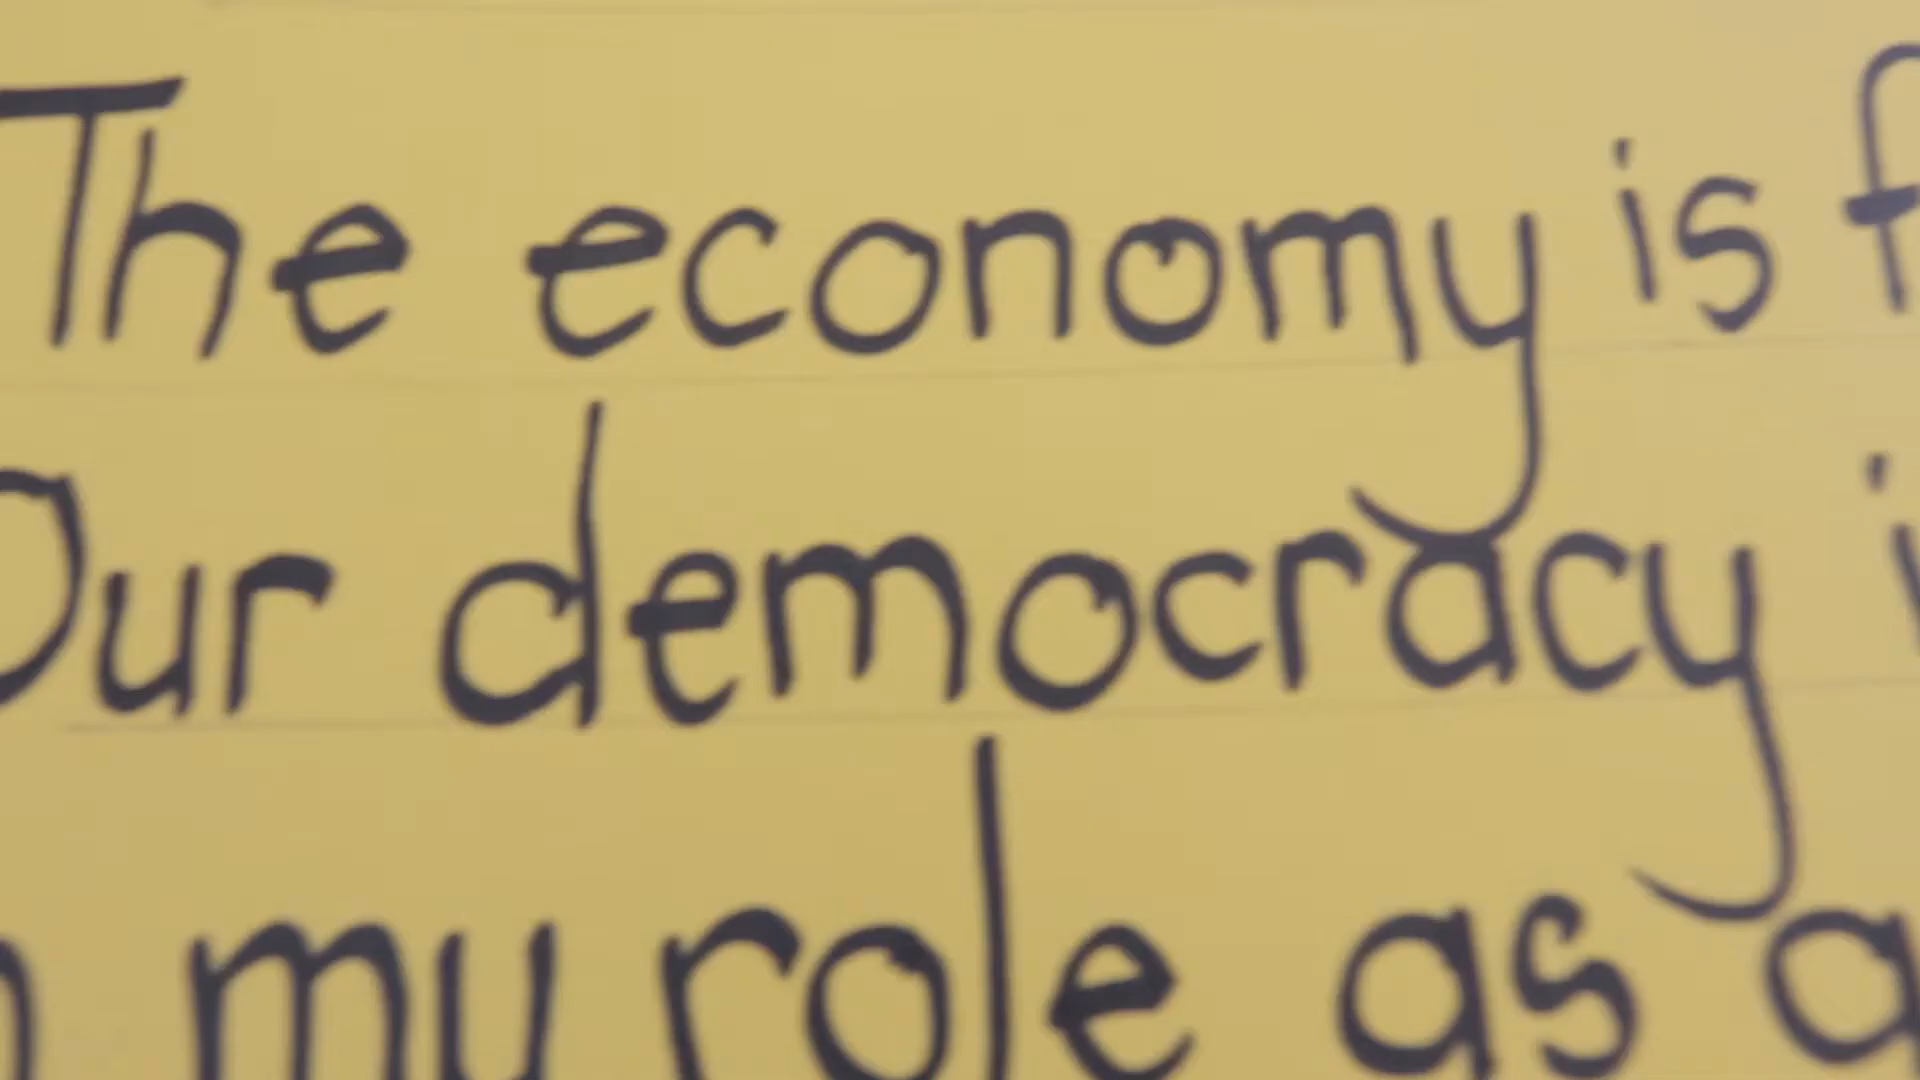 The economy is f
Our democracy i
my role as a